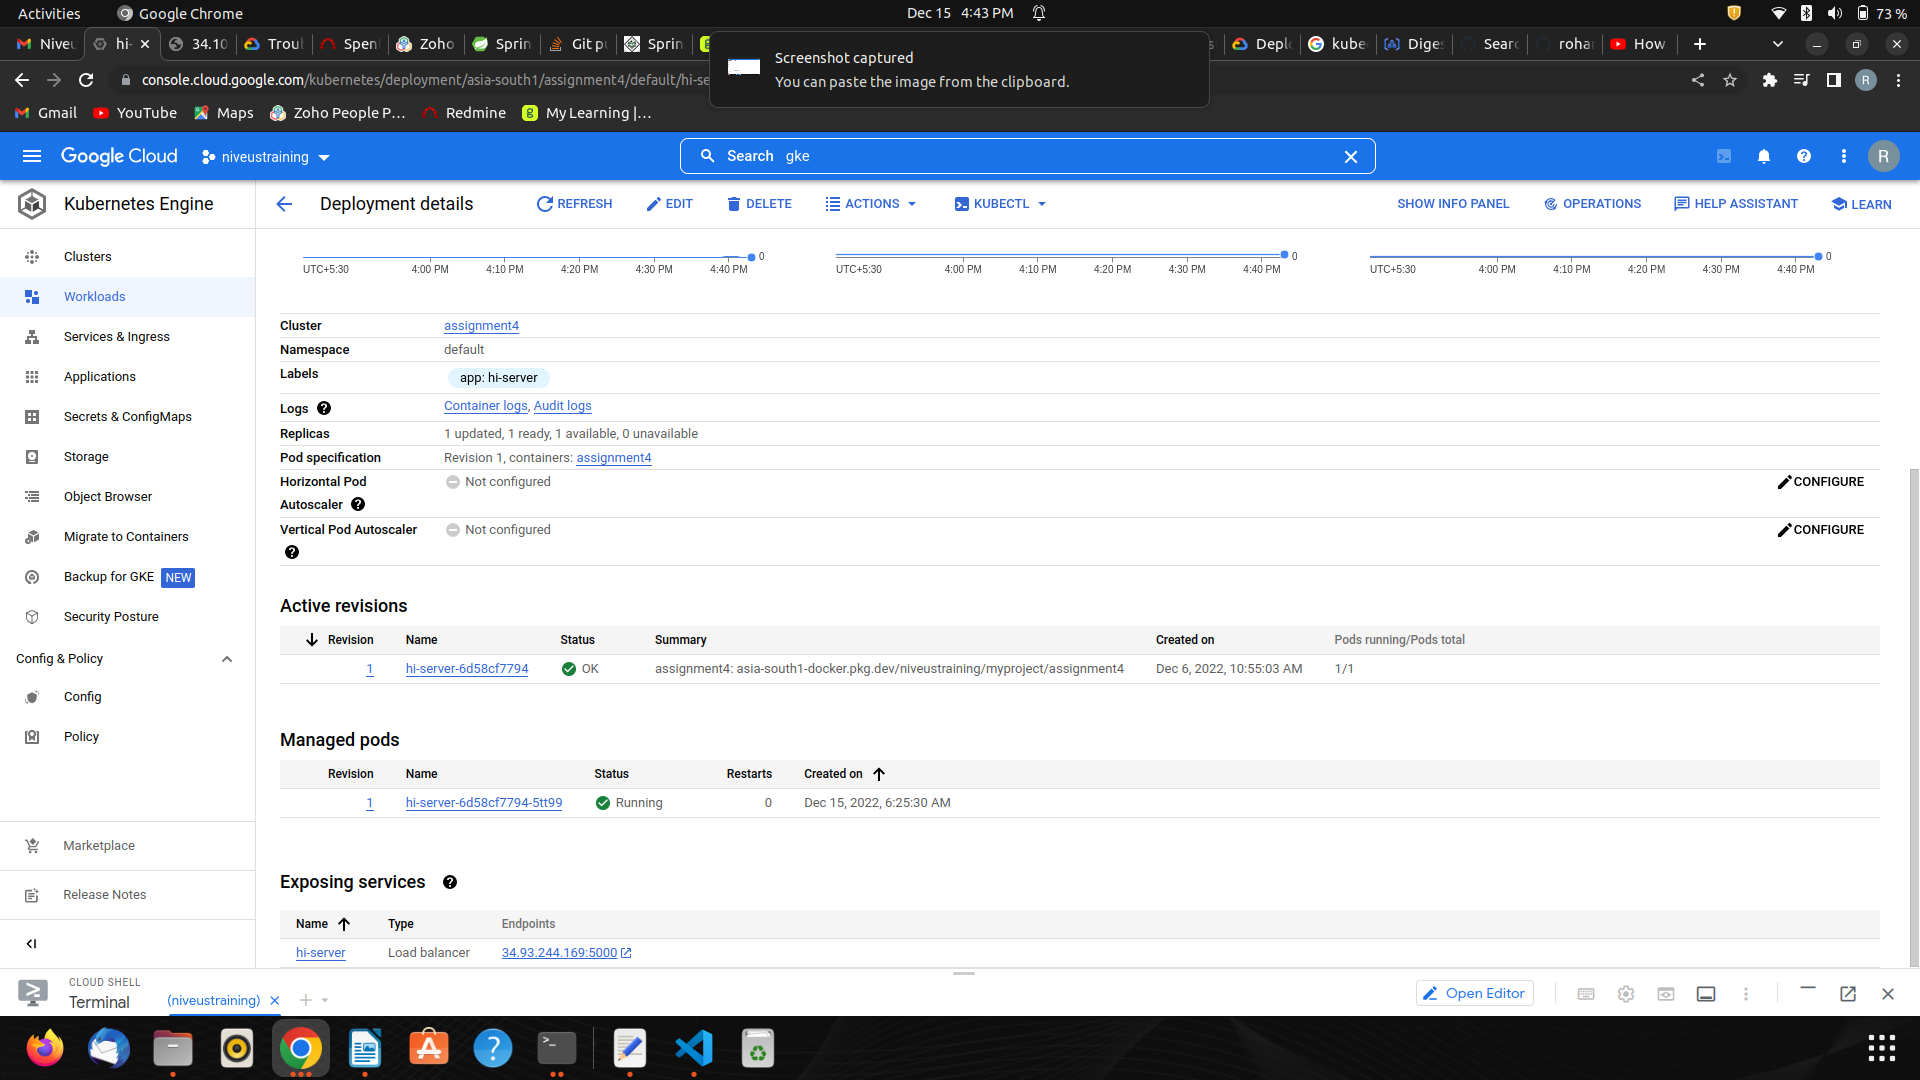 Activities
Google Chrome
Dec 15 4:43 PM
73 %
Niveu
hi-
34.10
Trou
Spen
Zoho
Sprin
Git p
Sprin
Deplo
kube
Diges
Searc
rohan
How
Screenshot captured
You can paste the image from the clipboard.
console.cloud.google.com/kubernetes/deployment/asia-south1/assignment4/default/hi-se
R
Gmail
YouTube
Maps
Zoho People P...
Redmine
My Learning |...
Google Cloud
niveustraining
Search gke
R
Kubernetes Engine
Deployment details
REFRESH
EDIT
DELETE
ACTIONS
KUBECTL
SHOW INFO PANEL
OPERATIONS
HELP ASSISTANT
LEARN
Clusters
Workloads
Services & Ingress
Applications
Secrets & ConfigMaps
Storage
Object Browser
Migrate to Containers
Backup for GKE NEW
Security Posture
Config & Policy
Config
Policy
Marketplace
Release Notes
0
UTC+5:30 4:00 PM 4:10 PM 4:20 PM 4:30 PM 4:40 PM
0
UTC+5:30 4:00 PM 4:10 PM 4:20 PM 4:30 PM 4:40 PM
0
UTC+5:30 4:00 PM 4:10 PM 4:20 PM 4:30 PM 4:40 PM
Cluster assignment4
Namespace default
Labels app: hi-server
Logs Container logs, Audit logs
Replicas 1 updated, 1 ready, 1 available, 0 unavailable
Pod specification Revision 1, containers: assignment4
Horizontal Pod Autoscaler Not configured CONFIGURE
Vertical Pod Autoscaler Not configured CONFIGURE
Active revisions
Revision Name Status Summary Created on Pods running/Pods total
1 hi-server-6d58cf7794 OK assignment4: asia-south1-docker.pkg.dev/niveustraining/myproject/assignment4 Dec 6, 2022, 10:55:03 AM 1/1
Managed pods
Revision Name Status Restarts Created on
1 hi-server-6d58cf7794-5tt99 Running 0 Dec 15, 2022, 6:25:30 AM
Exposing services
Name Type Endpoints
hi-server Load balancer 34.93.244.169:5000
CLOUD SHELL
Terminal
(niveustraining)
Open Editor